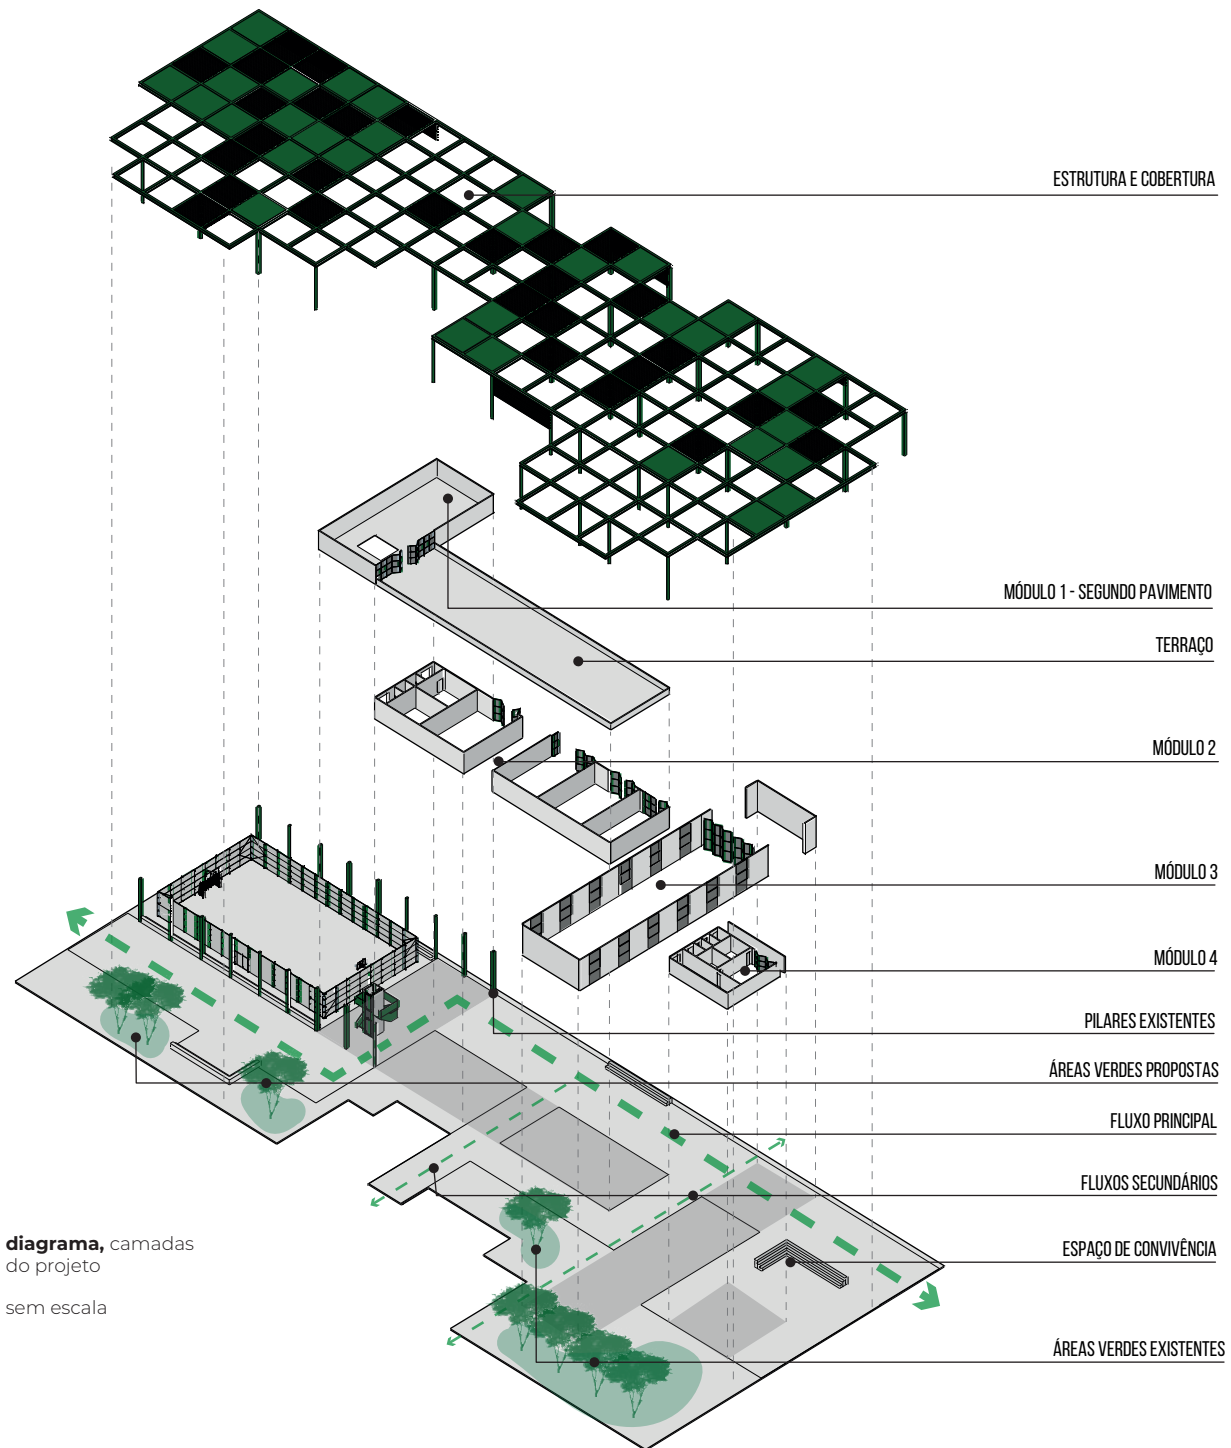 ESTRUTURA E COBERTURA
MÓDULO 1 - SEGUNDO PAVIMENTO
TERRAÇO
MÓDULO 2
MÓDULO 3
MÓDULO 4
PILARES EXISTENTES
ÁREAS VERDES PROPOSTAS
FLUXO PRINCIPAL
FLUXOS SECUNDÁRIOS
ESPAÇO DE CONVIVÊNCIA
ÁREAS VERDES EXISTENTES
diagrama, camadas
do projeto
sem escala